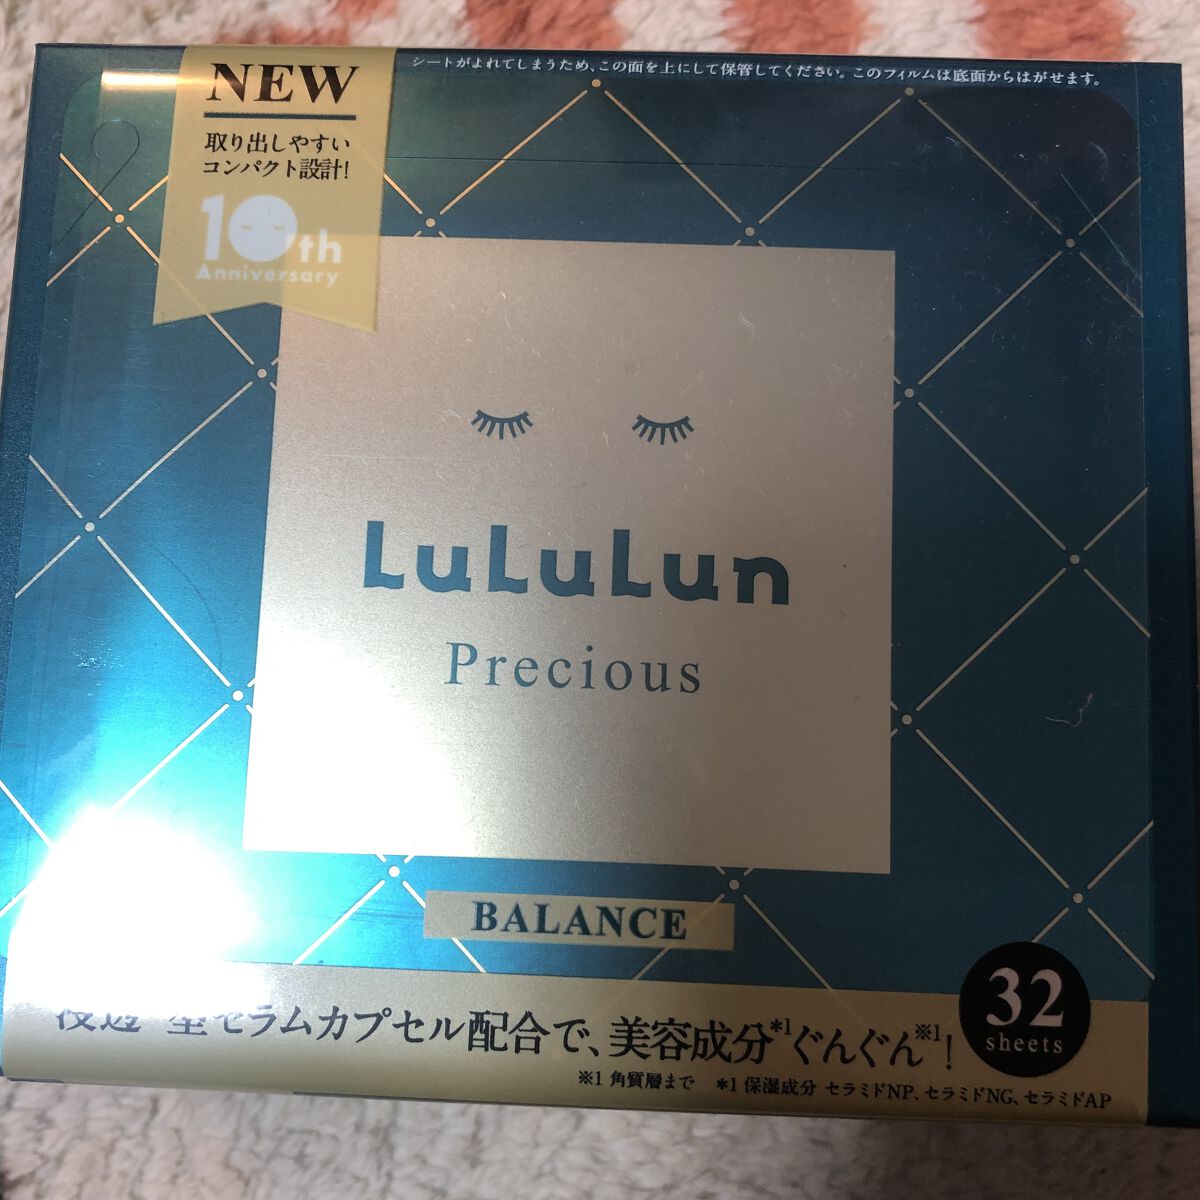 シートがよれてしまうため、この面を上にして保管してください。このフィルムは底面からはがせます。
NEW
取り出しやすい
コンパクト設計!
10th
Anniversary
LuLuLun
Precious
BALANCE
32
sheets
型セラムカプセル配合で、美容成分*1ぐんぐん※1!
※1 角質層まで *1 保湿成分 セラミドNP、セラミドNG、セラミドAP